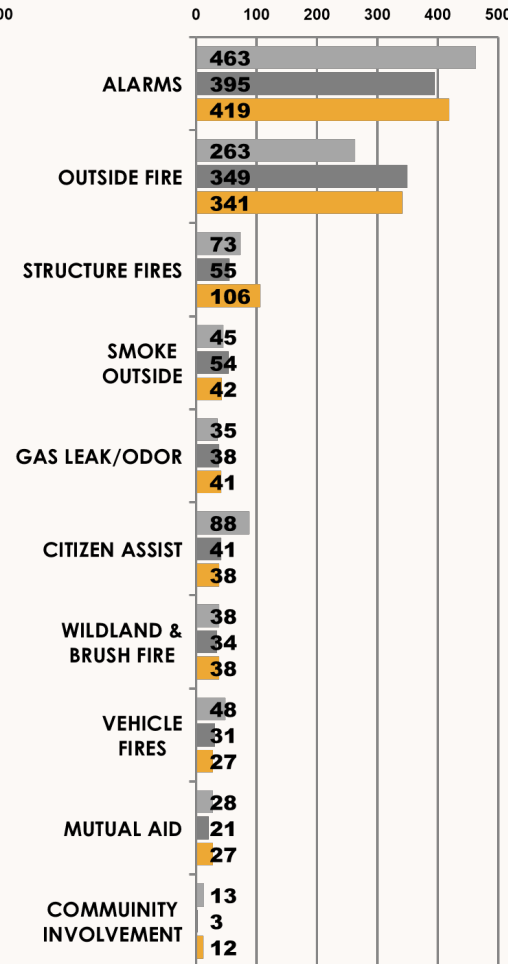 00 0 100 200 300 400 500
ALARMS
463
395
419
OUTSIDE FIRE
263
349
341
STRUCTURE FIRES
73
55
106
SMOKE
OUTSIDE
45
54
42
GAS LEAK/ODOR
35
38
41
CITIZEN ASSIST
88
41
38
WILDLAND &
BRUSH FIRE
38
34
38
VEHICLE
FIRES
48
31
27
MUTUAL AID
28
21
27
COMMUINITY
INVOLVEMENT
13
3
12